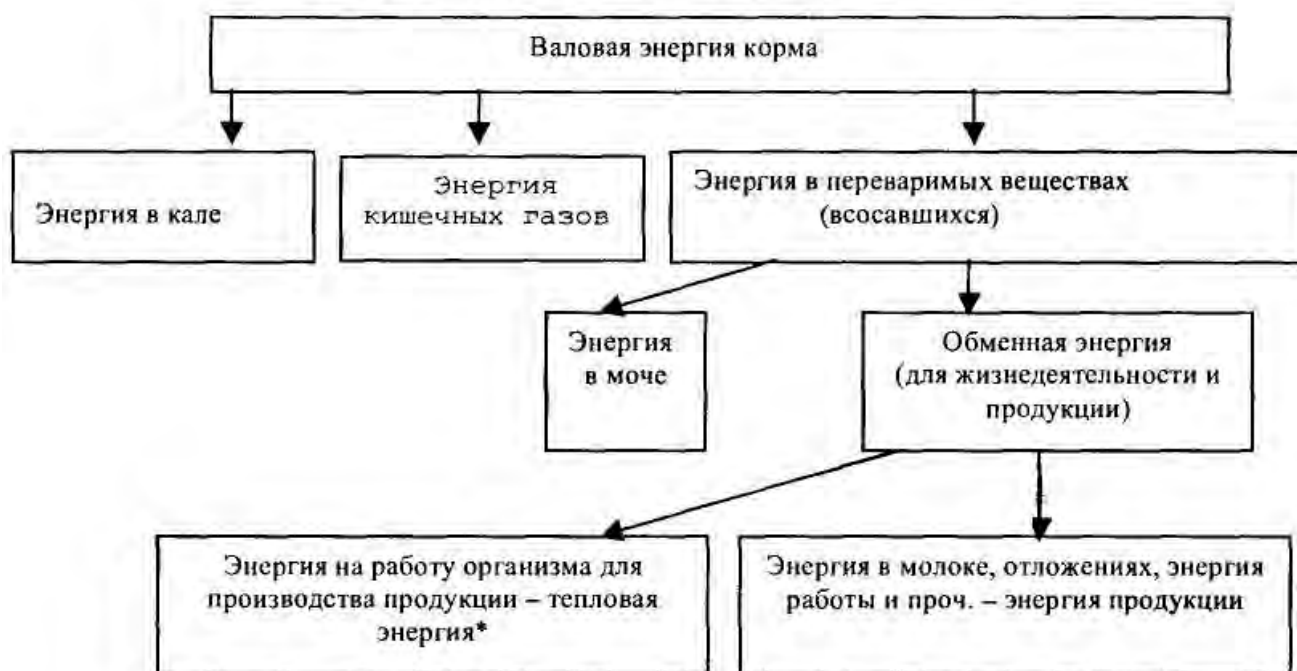 Валовая энергия корма
Энергия в кале
Энергия
кишечных газов
Энергия в переваримых веществах
(всосавшихся)
Энергия
в моче
Обменная энергия
(для жизнедеятельности и
продукции)
Энергия на работу организма для
производства продукции – тепловая
энергия*
Энергия в молоке, отложениях, энергия
работы и проч. – энергия продукции